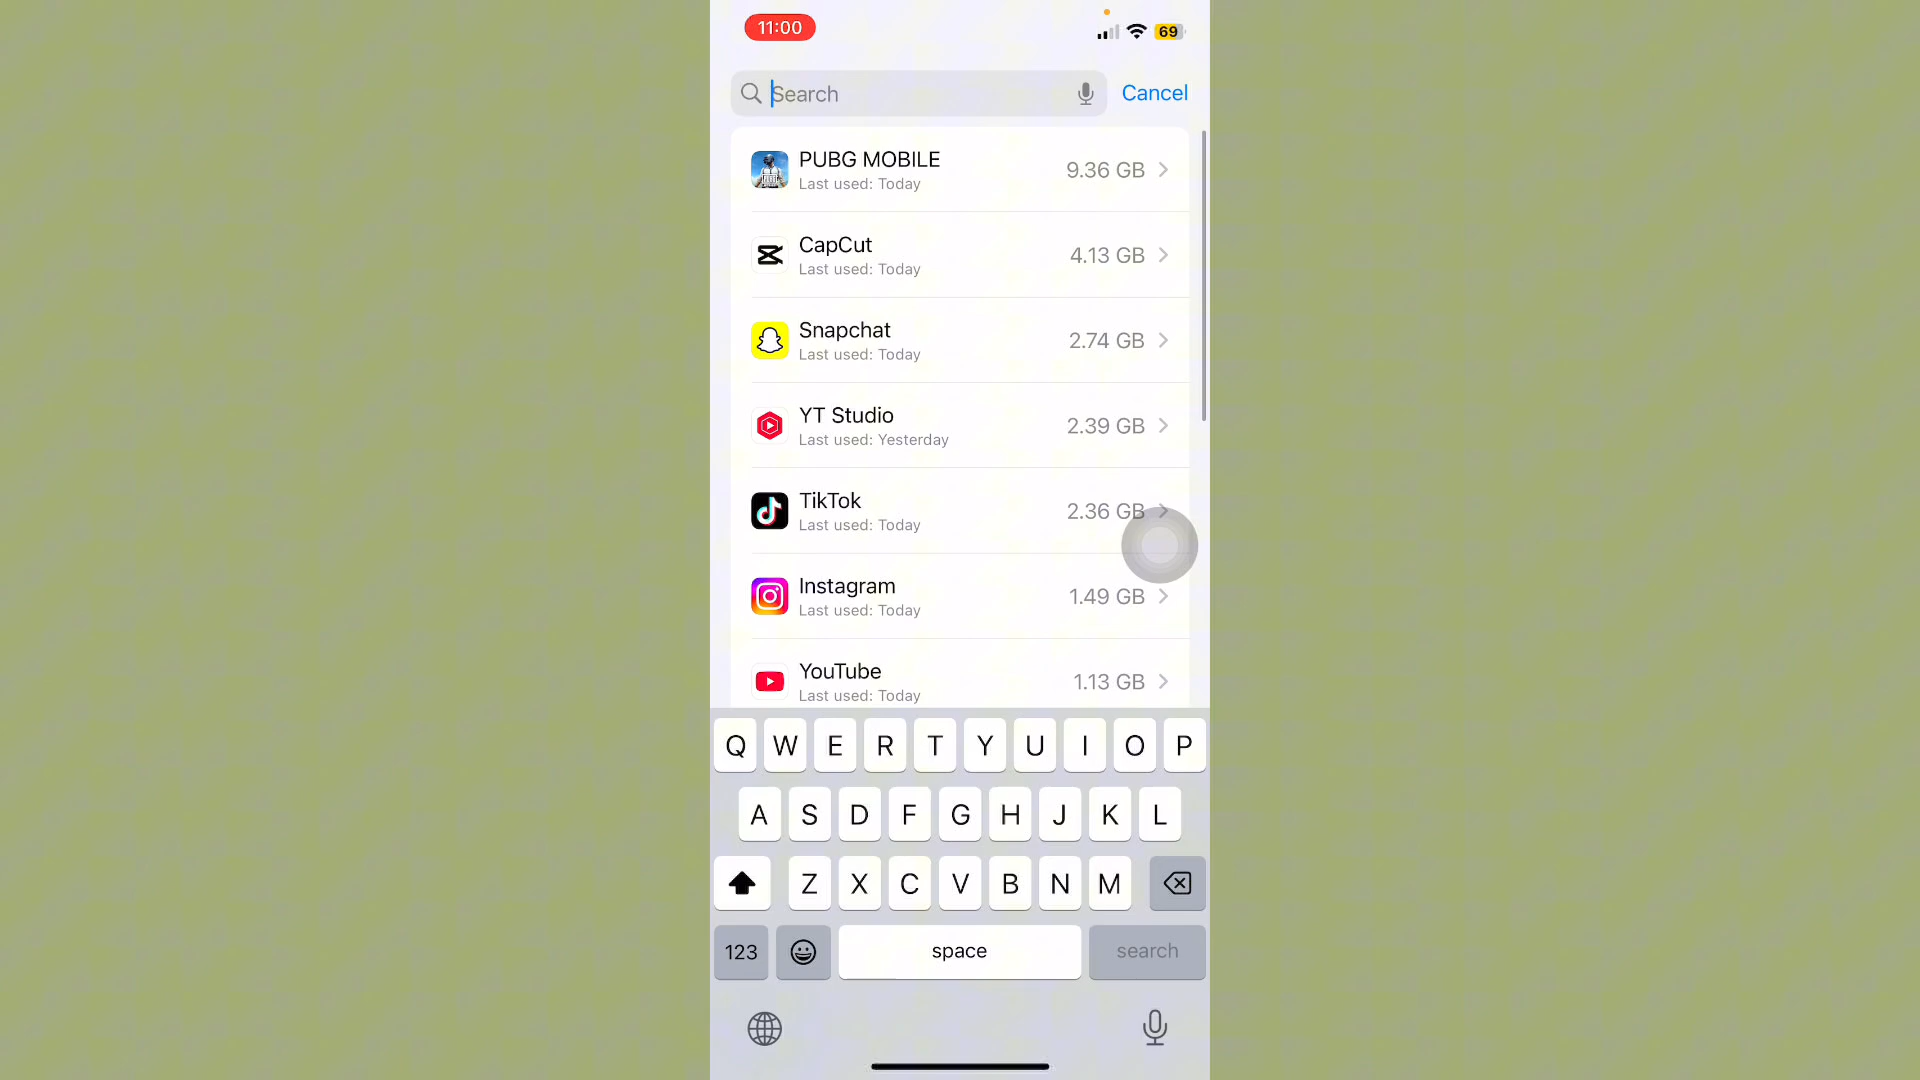 11:00
69
Search
Cancel
PUBG MOBILE
Last used: Today
9.36 GB
CapCut
Last used: Today
4.13 GB
Snapchat
Last used: Today
2.74 GB
YT Studio
Last used: Yesterday
2.39 GB
TikTok
Last used: Today
2.36 GB
Instagram
Last used: Today
1.49 GB
YouTube
Last used: Today
1.13 GB
Q W E R T Y U I O P
A S D F G H J K L
Z X C V B N M
123
space
search